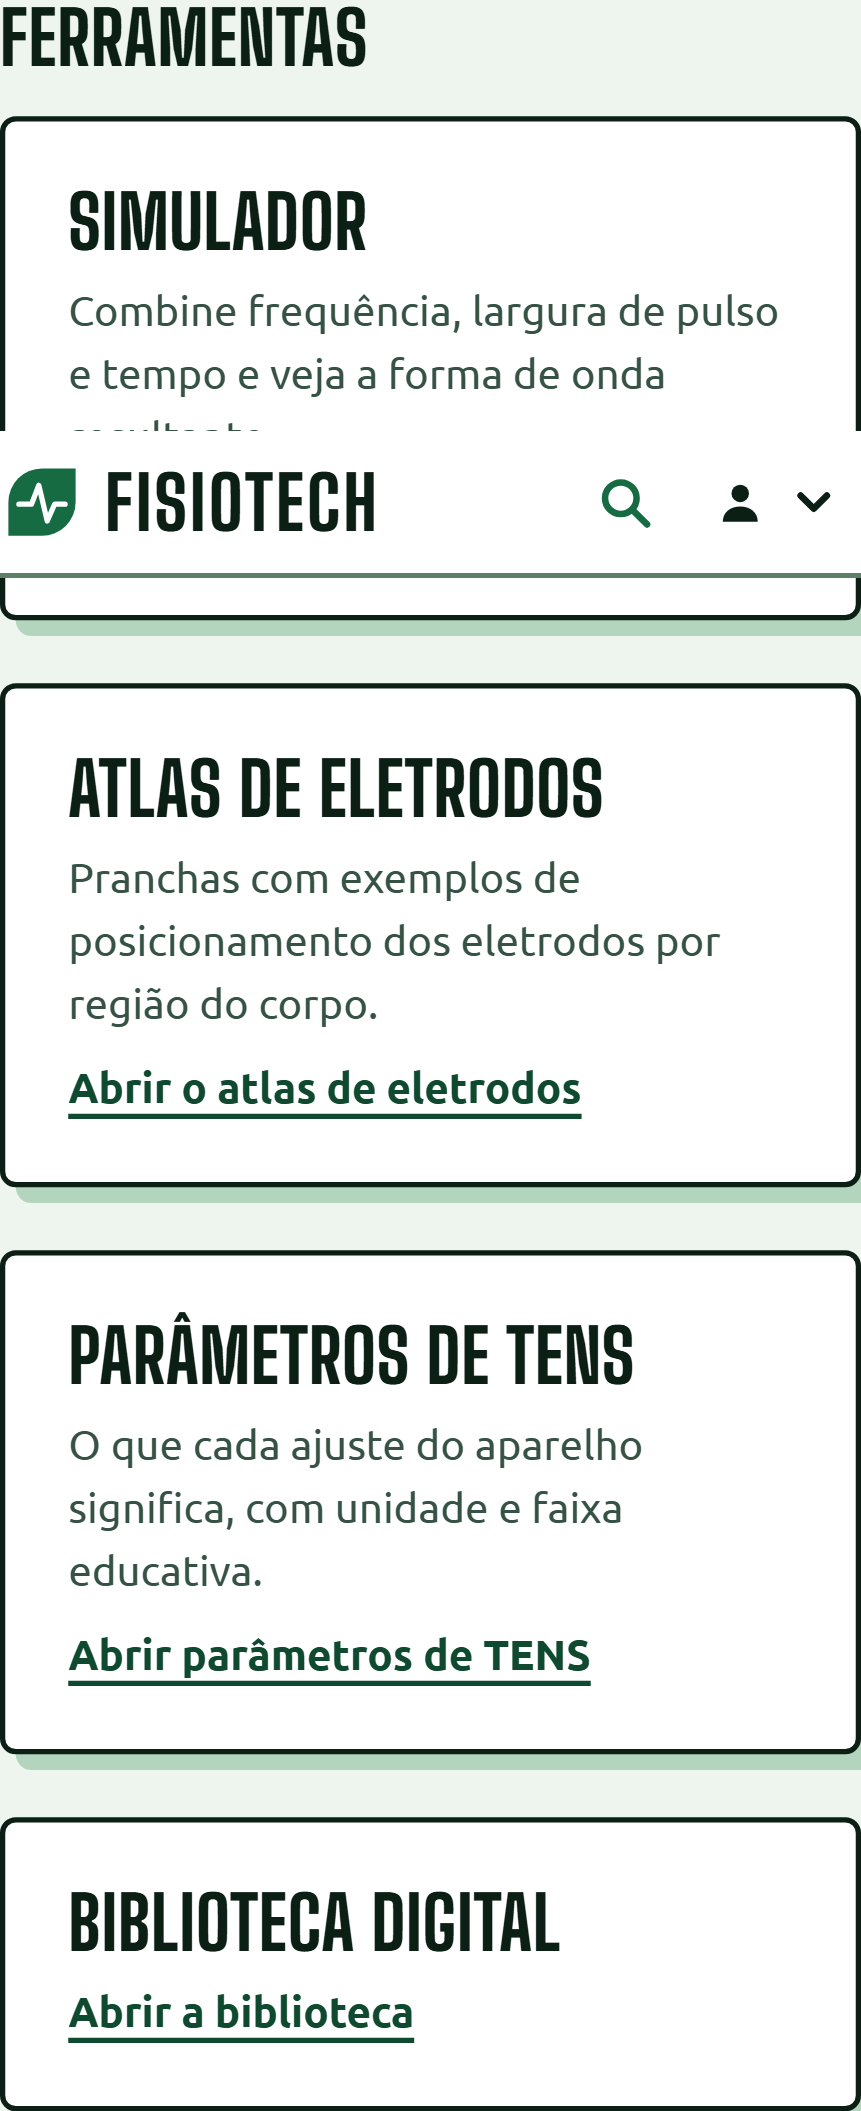 FERRAMENTAS
SIMULADOR
Combine frequência, largura de pulso
e tempo e veja a forma de onda
FISIOTECH
ATLAS DE ELETRODOS
Pranchas com exemplos de
posicionamento dos eletrodos por
região do corpo.
Abrir o atlas de eletrodos
PARÂMETROS DE TENS
O que cada ajuste do aparelho
significa, com unidade e faixa
educativa.
Abrir parâmetros de TENS
BIBLIOTECA DIGITAL
Abrir a biblioteca